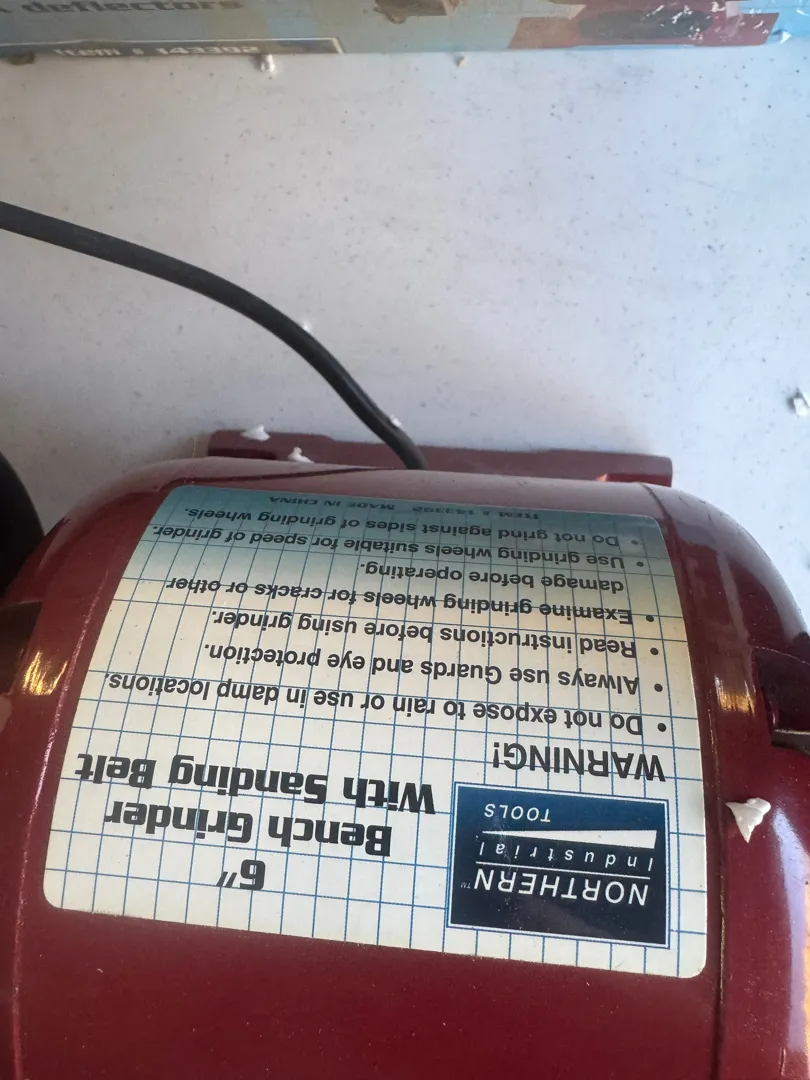 deflectors
Item # 143392
NORTHERN™
Industrial
TOOLS
6"
Bench Grinder
With Sanding Belt
WARNING!
• Do not expose to rain or use in damp locations.
• Always use Guards and eye protection.
• Read instructions before using grinder.
• Examine grinding wheels for cracks or other
damage before operating.
• Use grinding wheels suitable for speed of grinder.
• Do not grind against sides of grinding wheels.
ITEM # 143392 MADE IN CHINA